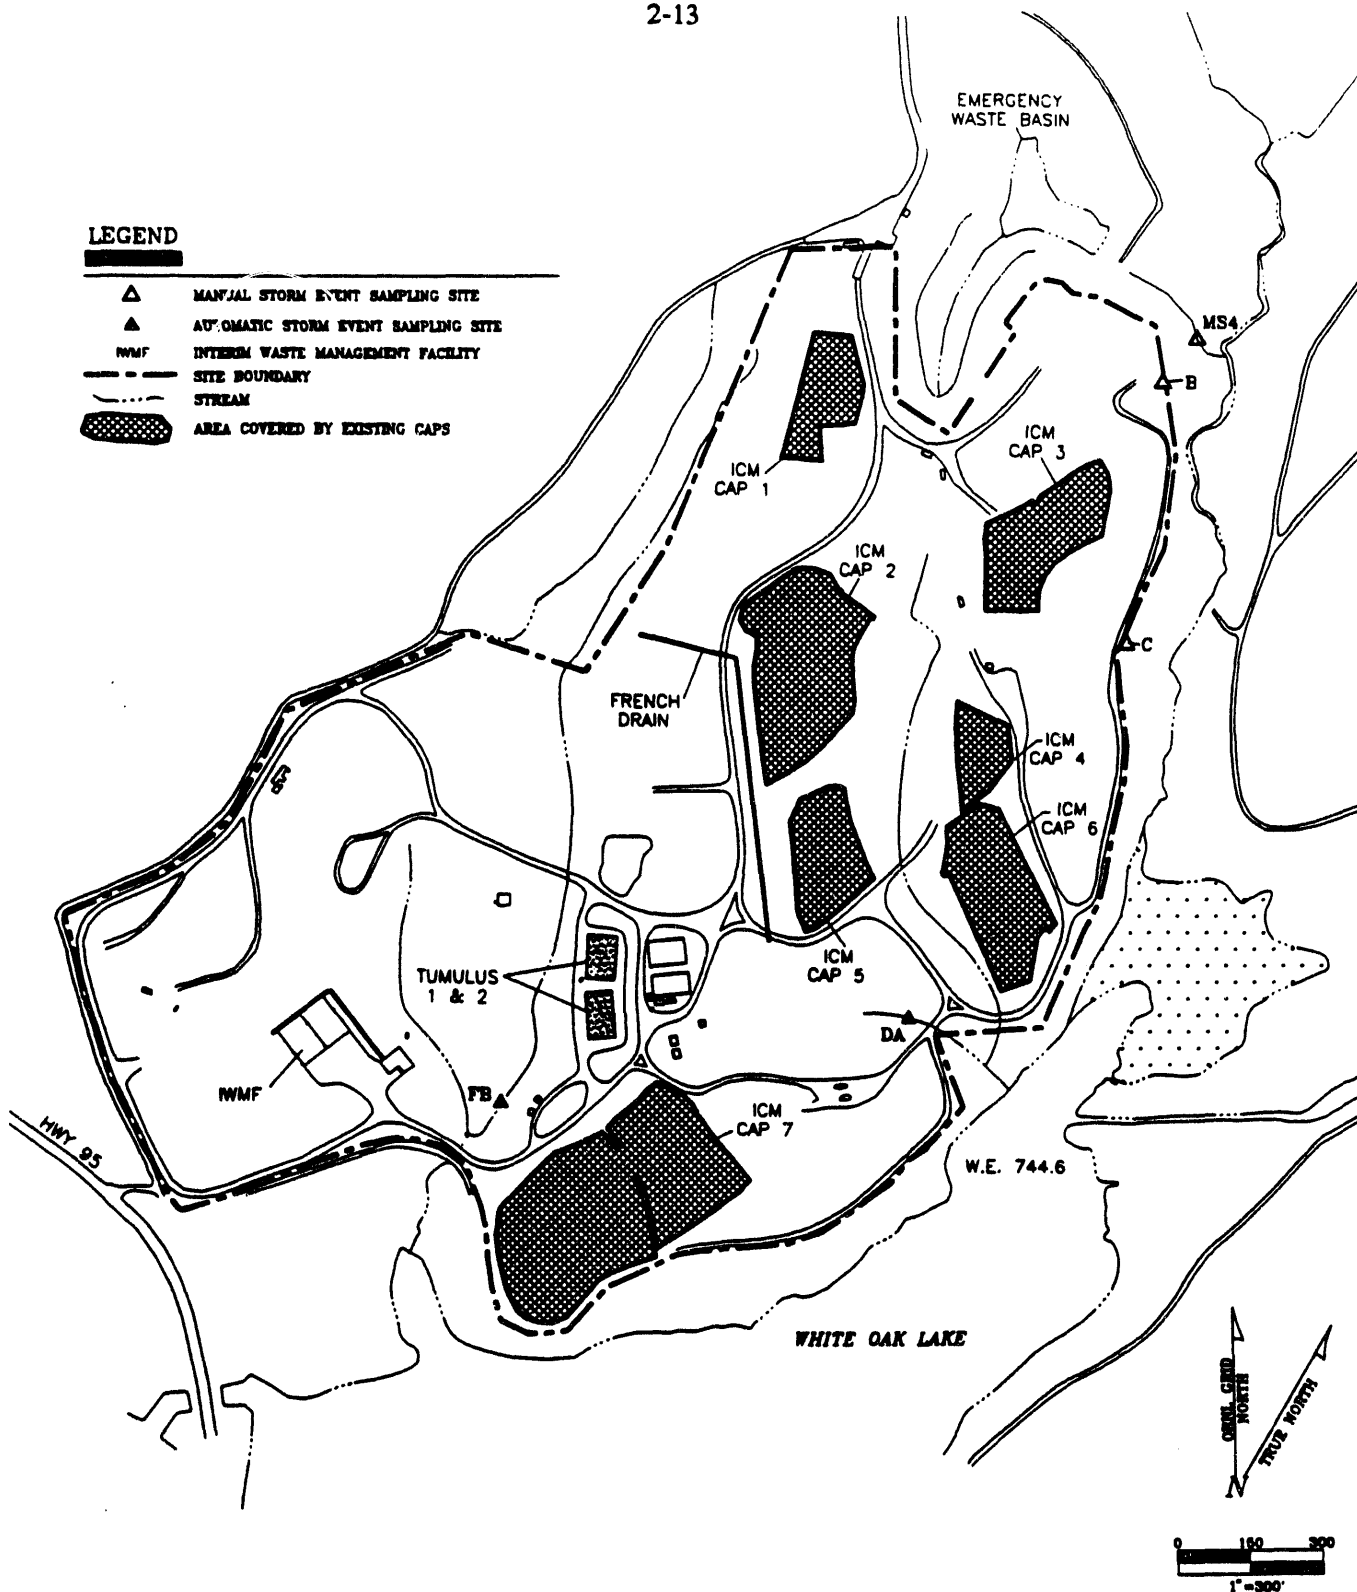 2-13
EMERGENCY
WASTE BASIN
LEGEND
MANUAL STORM EVENT SAMPLING SITE
AUTOMATIC STORM EVENT SAMPLING SITE
IWMF INTERIM WASTE MANAGEMENT FACILITY
SITE BOUNDARY
STREAM
AREA COVERED BY EXISTING CAPS
MS4
B
ICM
CAP 3
ICM
CAP 1
ICM
CAP 2
C
FRENCH
DRAIN
ICM
CAP 4
ICM
CAP 6
ICM
CAP 5
TUMULUS
1 & 2
DA
IWMF
FB
ICM
CAP 7
HWY 95
W.E. 744.6
WHITE OAK LAKE
ORNL GRID
NORTH
TRUE NORTH
N
0 150 300
1"=300'